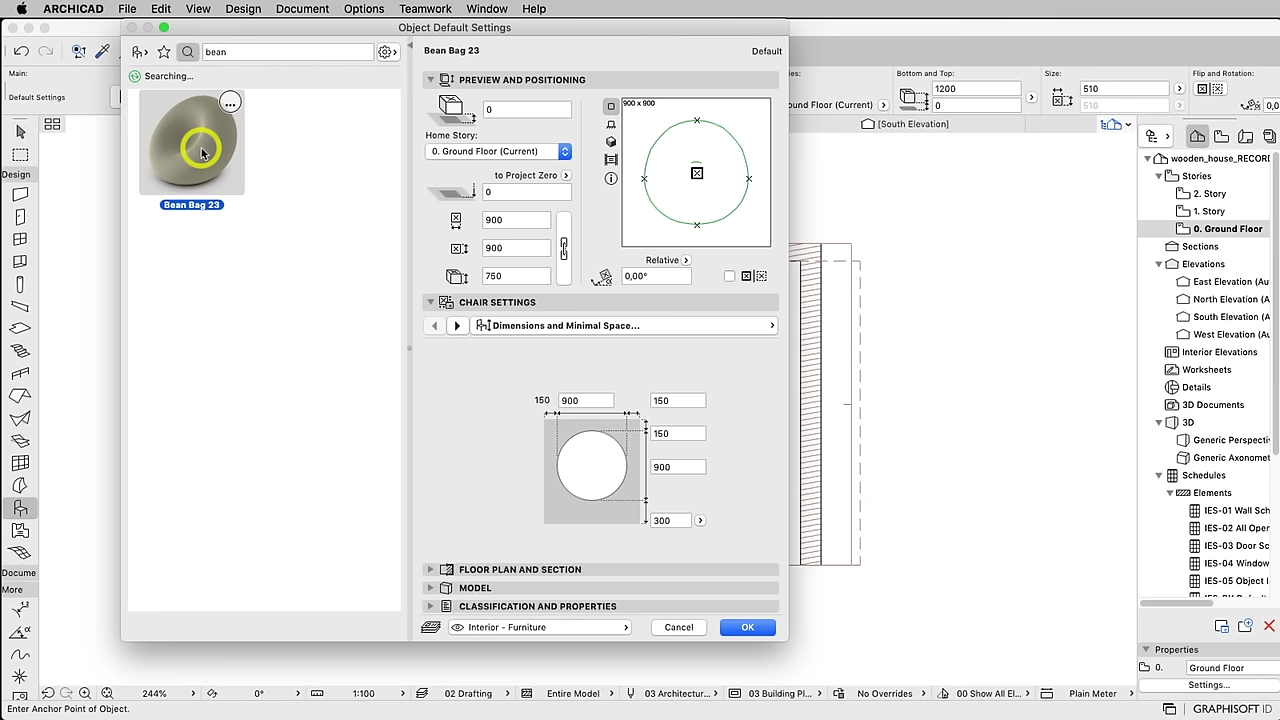 ARCHICAD File Edit View Design Document Options Teamwork Window Help
Object Default Settings
bean
Searching...
Bean Bag 23
Bean Bag 23 Default
PREVIEW AND POSITIONING
0
Home Story:
0. Ground Floor (Current)
to Project Zero
0
900
900
750
900 x 900
Relative
0,00°
CHAIR SETTINGS
Dimensions and Minimal Space...
150 900 150
150
900
300
FLOOR PLAN AND SECTION
MODEL
CLASSIFICATION AND PROPERTIES
Interior - Furniture Cancel OK
Main:
Default Settings
Design
Docume
More
ies:
ound Floor (Current)
Bottom and Top:
1200
0
Size:
510
510
Flip and Rotation:
0,0
[South Elevation]
wooden_house_RECORI
Stories
2. Story
1. Story
0. Ground Floor
Sections
Elevations
East Elevation (Au
North Elevation (A
South Elevation (A
West Elevation (Au
Interior Elevations
Worksheets
Details
3D Documents
3D
Generic Perspecti
Generic Axonomet
Schedules
Elements
IES-01 Wall Sch
IES-02 All Open
IES-03 Door Sc
IES-04 Window
IES-05 Object I
Properties
0. Ground Floor
Settings...
244% 0° 1:100 02 Drafting Entire Model 03 Architectur... 03 Building Pl... No Overrides 00 Show All El... Plain Meter
Enter Anchor Point of Object.
GRAPHISOFT ID